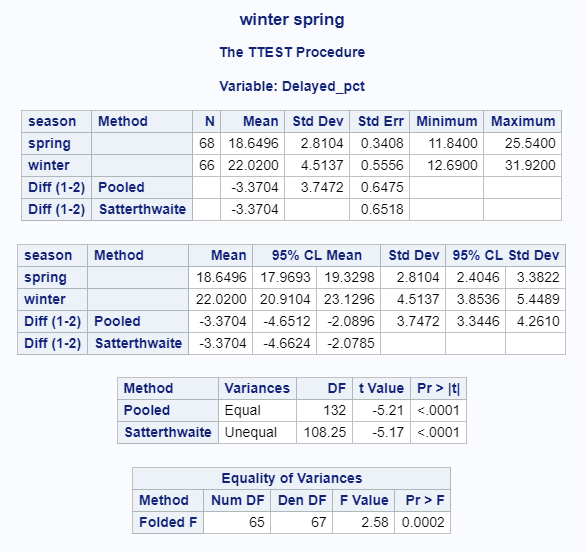 winter spring
The TTEST Procedure
Variable: Delayed_pct
season Method N Mean Std Dev Std Err Minimum Maximum
spring 68 18.6496 2.8104 0.3408 11.8400 25.5400
winter 66 22.0200 4.5137 0.5556 12.6900 31.9200
Diff (1-2) Pooled -3.3704 3.7472 0.6475
Diff (1-2) Satterthwaite -3.3704 0.6518
season Method Mean 95% CL Mean Std Dev 95% CL Std Dev
spring 18.6496 17.9693 19.3298 2.8104 2.4046 3.3822
winter 22.0200 20.9104 23.1296 4.5137 3.8536 5.4489
Diff (1-2) Pooled -3.3704 -4.6512 -2.0896 3.7472 3.3446 4.2610
Diff (1-2) Satterthwaite -3.3704 -4.6624 -2.0785
Method Variances DF t Value Pr > |t|
Pooled Equal 132 -5.21 <.0001
Satterthwaite Unequal 108.25 -5.17 <.0001
Equality of Variances
Method Num DF Den DF F Value Pr > F
Folded F 65 67 2.58 0.0002